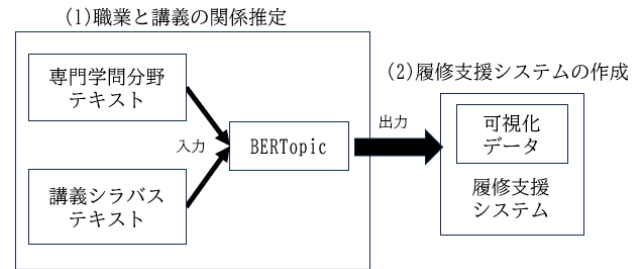 (1)職業と講義の関係推定
専門学問分野
テキスト
講義シラバス
テキスト
入力
BERTopic
出力
(2)履修支援システムの作成
可視化
データ
履修支援
システム